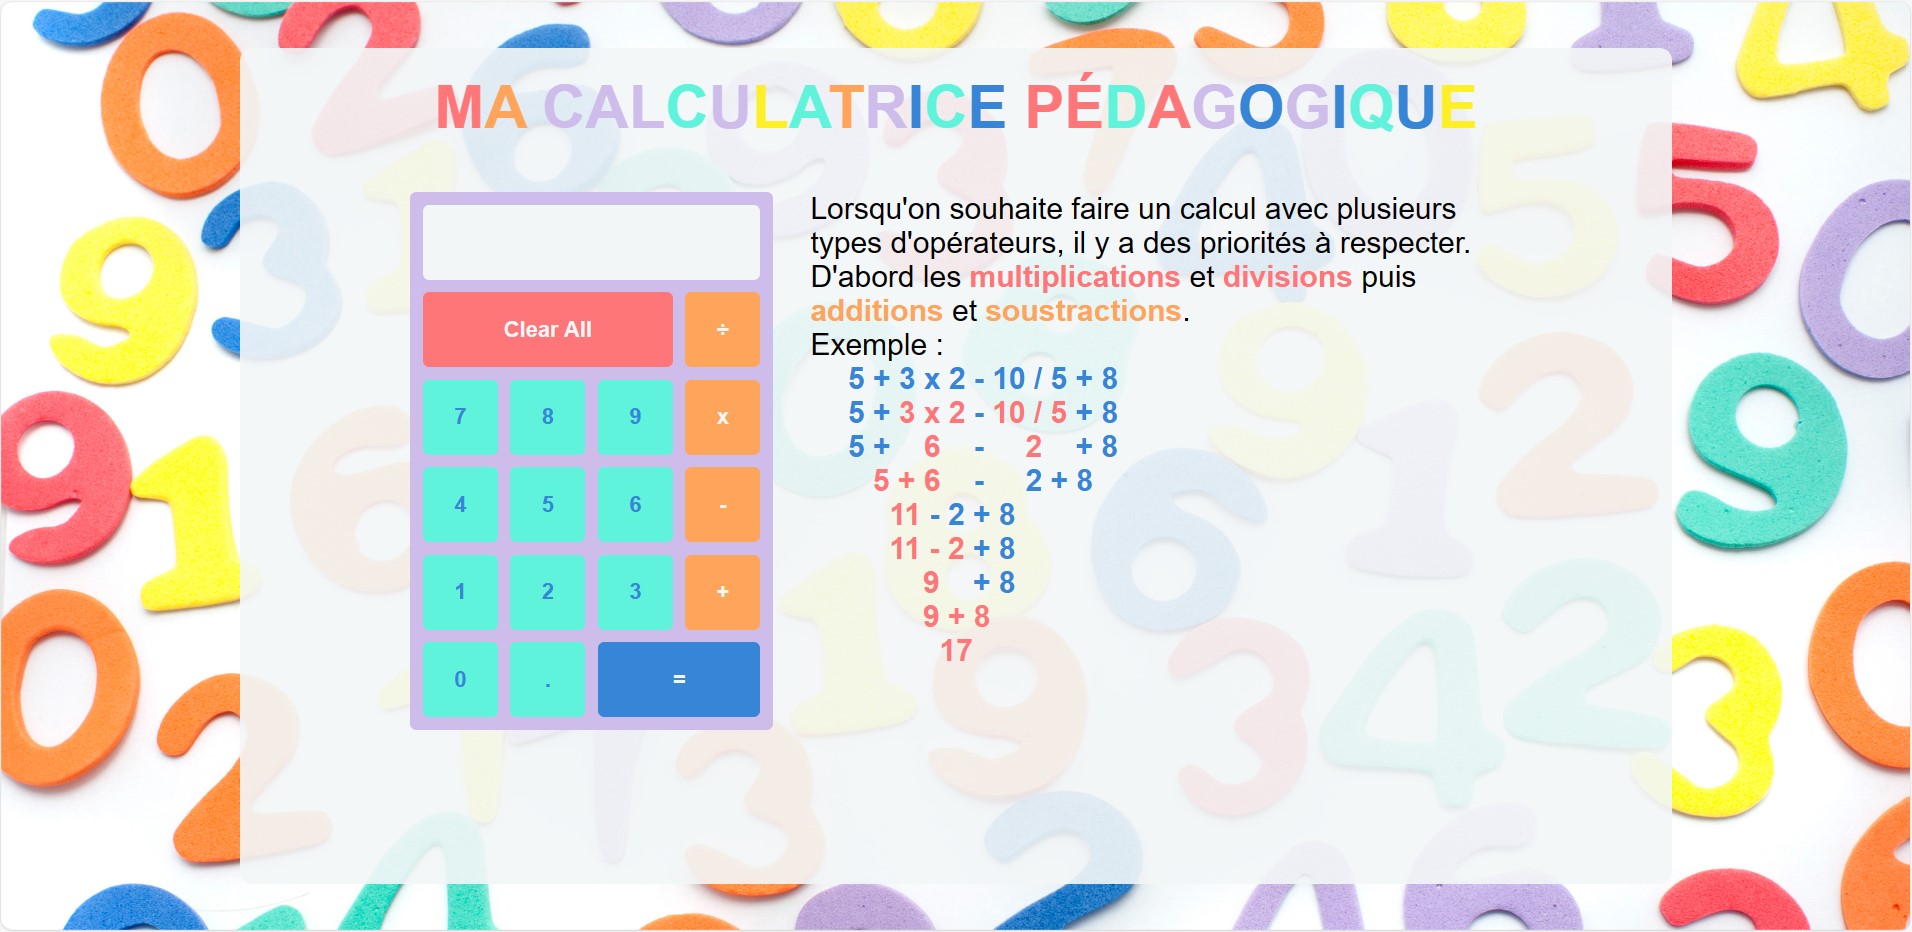 MA CALCULATRICE PÉDAGOGIQUE
Clear All ÷
7 8 9 x
4 5 6 -
1 2 3 +
0 . =
Lorsqu'on souhaite faire un calcul avec plusieurs
types d'opérateurs, il y a des priorités à respecter.
D'abord les multiplications et divisions puis
additions et soustractions.
Exemple :
5 + 3 x 2 - 10 / 5 + 8
5 + 3 x 2 - 10 / 5 + 8
5 + 6 - 2 + 8
5 + 6 - 2 + 8
11 - 2 + 8
11 - 2 + 8
9 + 8
9 + 8
17